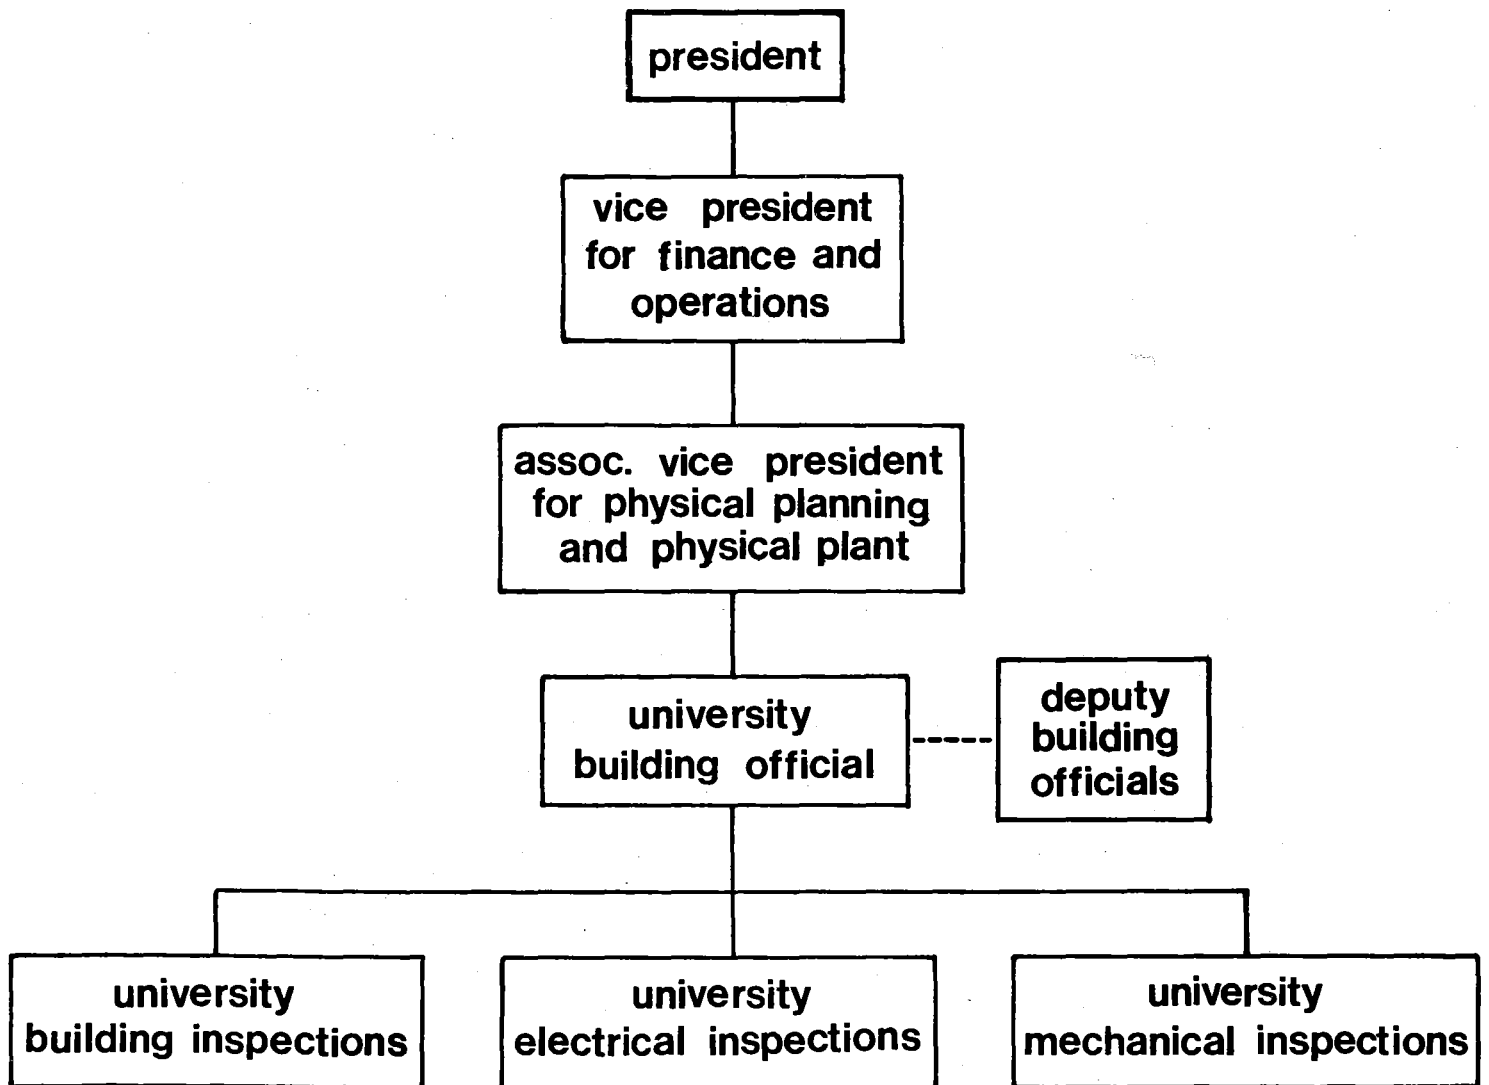 president
vice president
for finance and
operations
assoc. vice president
for physical planning
and physical plant
university
building official
deputy
building
officials
university
building inspections
university
electrical inspections
university
mechanical inspections